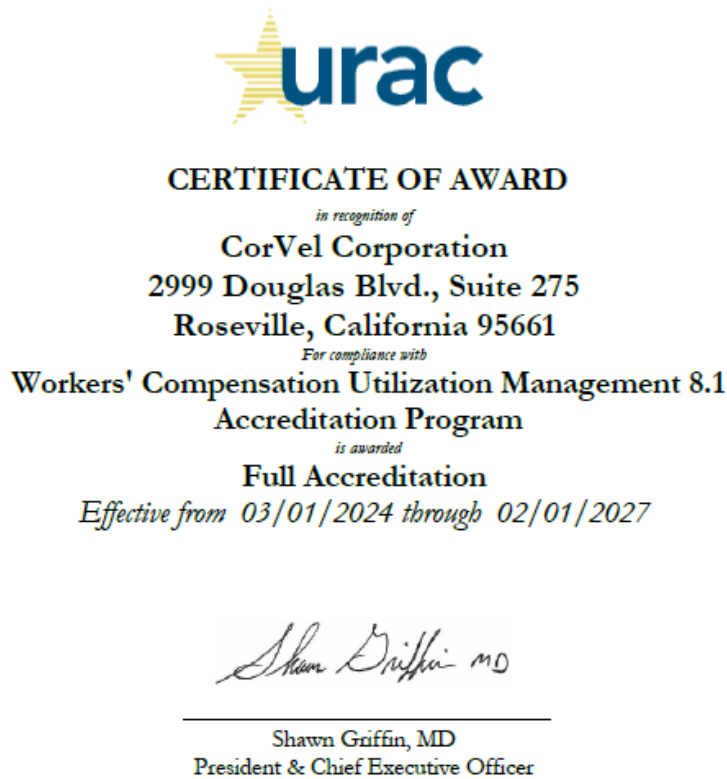 urac
CERTIFICATE OF AWARD
in recognition of
CorVel Corporation
2999 Douglas Blvd., Suite 275
Roseville, California 95661
For compliance with
Workers' Compensation Utilization Management 8.1
Accreditation Program
is awarded
Full Accreditation
Effective from 03/01/2024 through 02/01/2027
Shawn Griffin MD
Shawn Griffin, MD
President & Chief Executive Officer